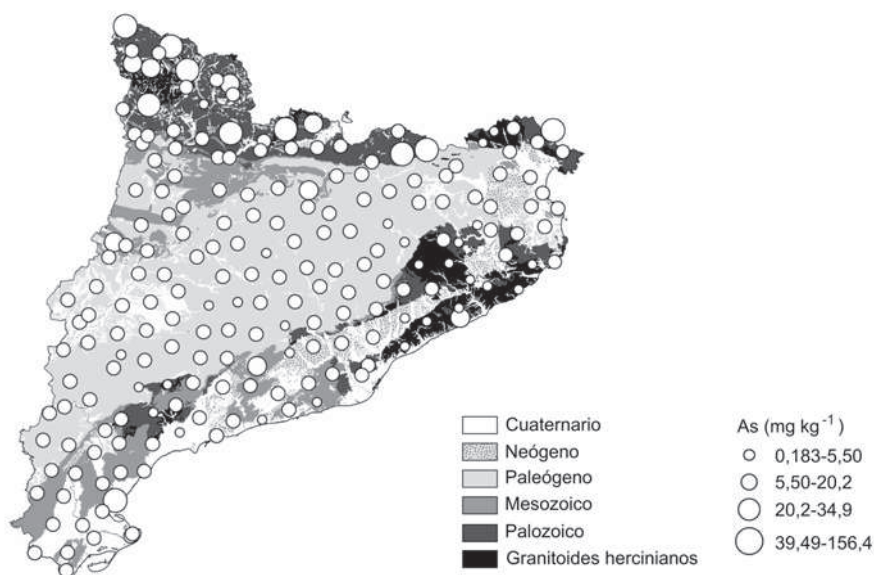 Cuaternario
Neógeno
Paleógeno
Mesozoico
Palozoico
Granitoides hercinianos
As (mg kg⁻¹)
0,183-5,50
5,50-20,2
20,2-34,9
39,49-156,4